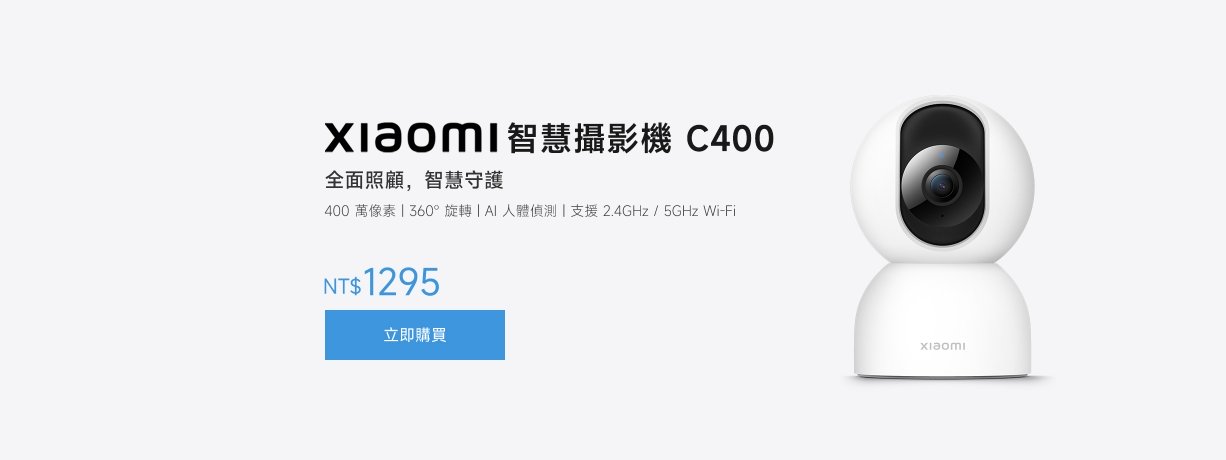 xiaomi 智慧攝影機 C400
全面照顧，智慧守護
400 萬像素 | 360° 旋轉 | AI 人體偵測 | 支援 2.4GHz / 5GHz Wi-Fi
NT$1295
立即購買
xiaomi